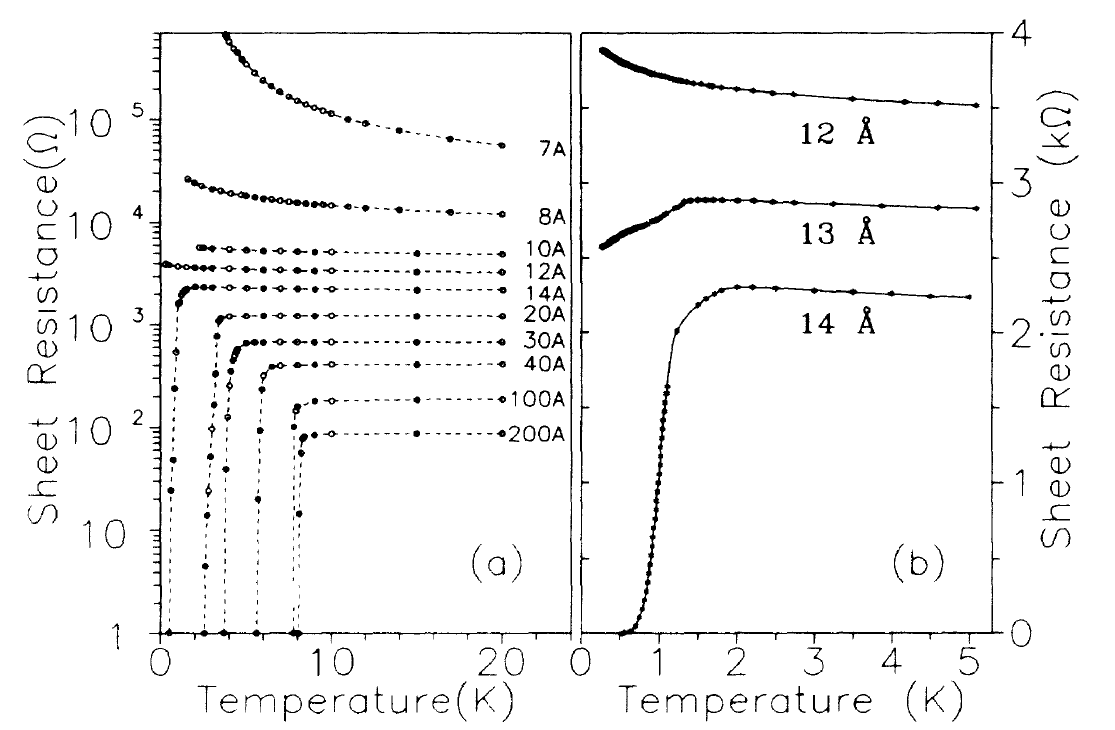 Sheet Resistance(Ω)
10 5
10 4
10 3
10 2
10
1
7A
8A
10A
12A
14A
20A
30A
40A
100A
200A
(a)
0 10 20
Temperature(K)
12 Å
13 Å
14 Å
(b)
0 1 2 3 4 5
Temperature (K)
4
3
2
1
0
Sheet Resistance (kΩ)